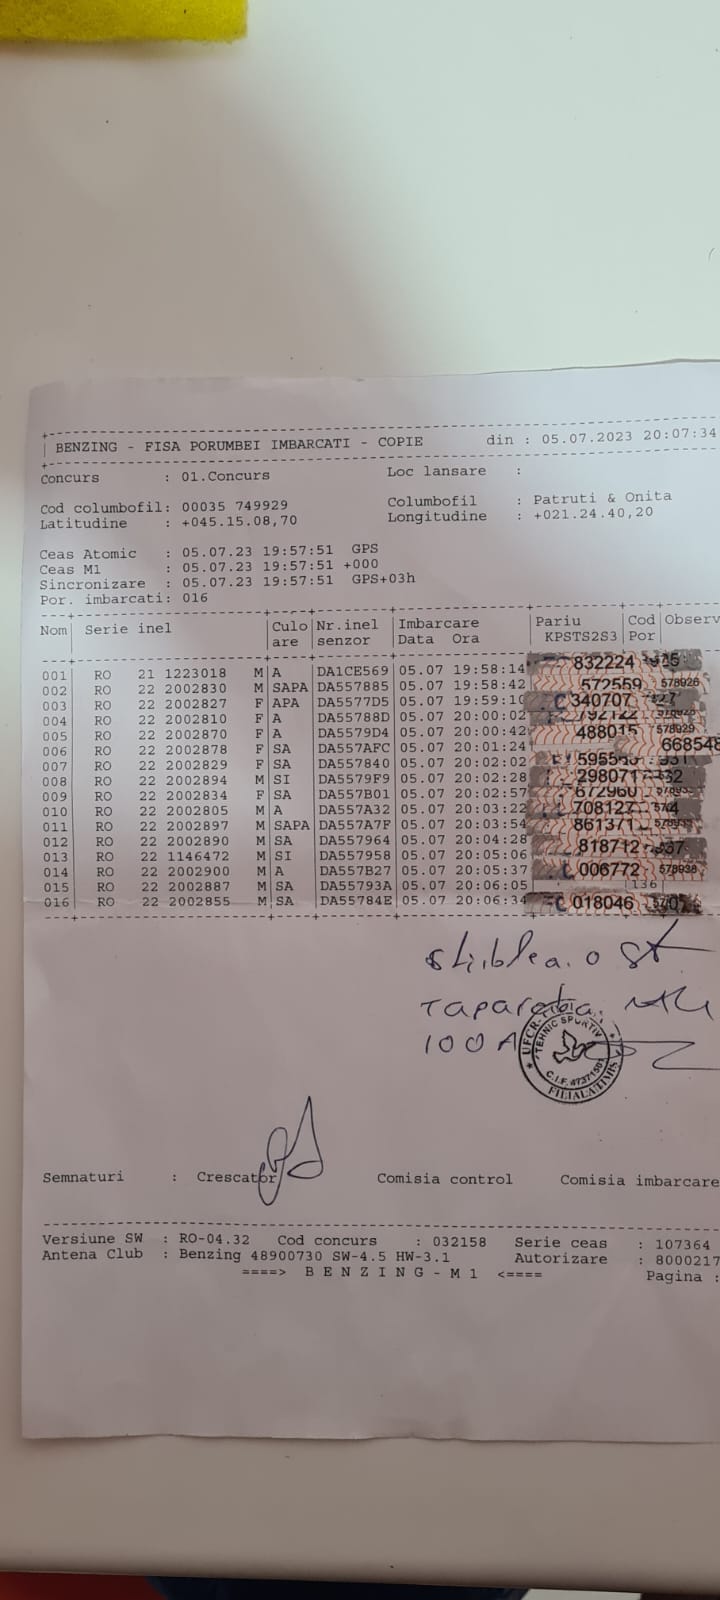 BENZING - FISA PORUMBEI IMBARCATI - COPIE din : 05.07.2023 20:07:34
Concurs : 01.Concurs Loc lansare :
Cod columbofil: 00035 749929 Columbofil : Patruti & Onita
Latitudine : +045.15.08,70 Longitudine : +021.24.40,20
Ceas Atomic : 05.07.23 19:57:51 GPS
Ceas M1 : 05.07.23 19:57:51 +000
Sincronizare : 05.07.23 19:57:51 GPS+03h
Por. imbarcati: 016
Nom Serie inel Culo Nr.inel Imbarcare Pariu Cod Observ
are senzor Data Ora KPSTS2S3 Por
001 RO 21 1223018 M A DA1CE569 05.07 19:58:14 832224
002 RO 22 2002830 M SAPA DA557885 05.07 19:58:42 572559 578926
003 RO 22 2002827 F APA DA5577D5 05.07 19:59:10 C 340707
004 RO 22 2002810 F A DA55788D 05.07 20:00:02 792122
005 RO 22 2002870 F A DA5579D4 05.07 20:00:42 488015 578929
006 RO 22 2002878 F SA DA557AFC 05.07 20:01:24 668548
007 RO 22 2002829 F SA DA557840 05.07 20:02:02
008 RO 22 2002894 M SI DA5579F9 05.07 20:02:28 298071
009 RO 22 2002834 F SA DA557B01 05.07 20:02:57 672960
010 RO 22 2002805 M A DA557A32 05.07 20:03:22 708127
011 RO 22 2002897 M SAPA DA557A7F 05.07 20:03:54 861371
012 RO 22 2002890 M SA DA557964 05.07 20:04:28 818712
013 RO 22 1146472 M SI DA557958 05.07 20:05:06
014 RO 22 2002900 M A DA557B27 05.07 20:05:37 006772 578938
015 RO 22 2002887 M SA DA55793A 05.07 20:06:05 136
016 RO 22 2002855 M SA DA55784E 05.07 20:06:34 C 018046
100A
UFCR
TEHNIC SPORTIV
C.I.F.
FILIALA TIMIS
Semnaturi : Crescator Comisia control Comisia imbarcare
Versiune SW : RO-04.32 Cod concurs : 032158 Serie ceas : 107364
Antena Club : Benzing 48900730 SW-4.5 HW-3.1 Autorizare : 8000217
====> B E N Z I N G - M 1 <==== Pagina :